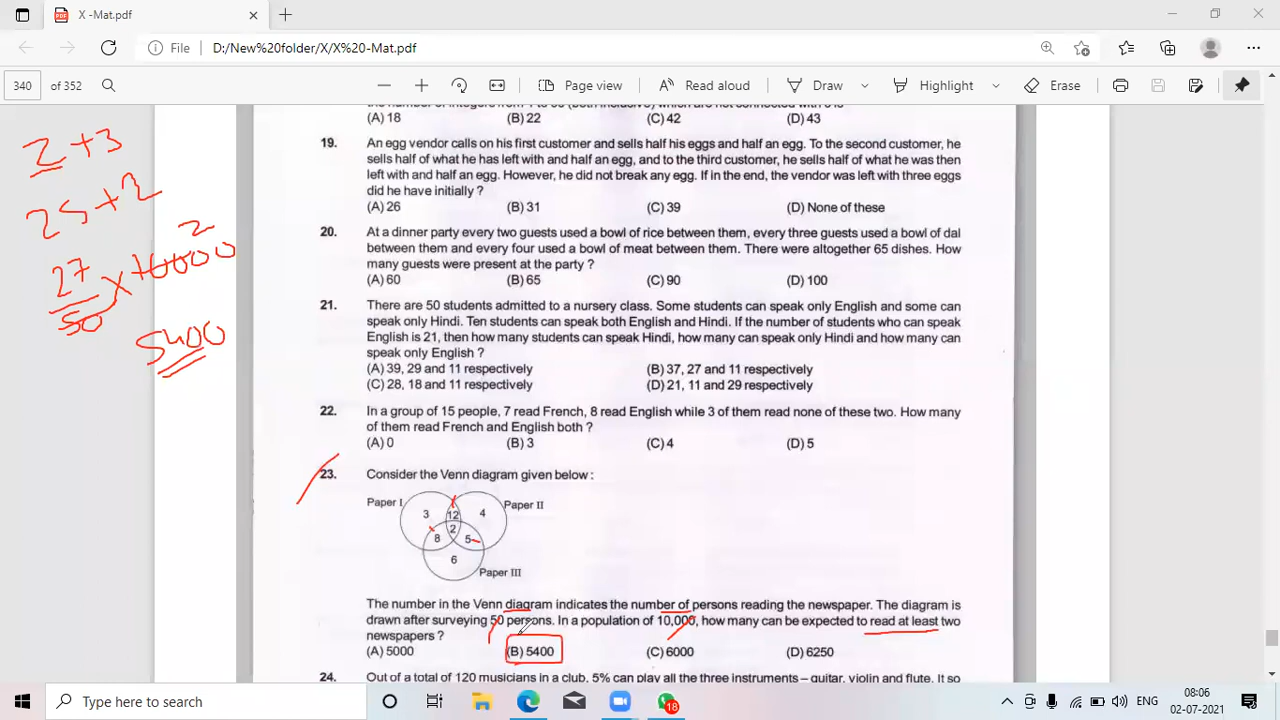 X -Mat.pdf
File D:/New%20folder/X/X%20-Mat.pdf
340 of 352 Page view Read aloud Draw Highlight Erase
(A) 18 (B) 22 (C) 42 (D) 43
19. An egg vendor calls on his first customer and sells half his eggs and half an egg. To the second customer, he
sells half of what he has left with and half an egg, and to the third customer, he sells half of what he was then
left with and half an egg. However, he did not break any egg. If in the end, the vendor was left with three eggs
did he have initially ?
(A) 26 (B) 31 (C) 39 (D) None of these
20. At a dinner party every two guests used a bowl of rice between them, every three guests used a bowl of dal
between them and every four used a bowl of meat between them. There were altogether 65 dishes. How
many guests were present at the party ?
(A) 60 (B) 65 (C) 90 (D) 100
21. There are 50 students admitted to a nursery class. Some students can speak only English and some can
speak only Hindi. Ten students can speak both English and Hindi. If the number of students who can speak
English is 21, then how many students can speak Hindi, how many can speak only Hindi and how many can
speak only English ?
(A) 39, 29 and 11 respectively (B) 37, 27 and 11 respectively
(C) 28, 18 and 11 respectively (D) 21, 11 and 29 respectively
22. In a group of 15 people, 7 read French, 8 read English while 3 of them read none of these two. How many
of them read French and English both ?
(A) 0 (B) 3 (C) 4 (D) 5
23. Consider the Venn diagram given below :
Paper I Paper II
3 12 4
2
8 5
6
Paper III
The number in the Venn diagram indicates the number of persons reading the newspaper. The diagram is
drawn after surveying 50 persons. In a population of 10,000, how many can be expected to read at least two
newspapers ?
(A) 5000 (B) 5400 (C) 6000 (D) 6250
24. Out of a total of 120 musicians in a club, 5% can play all the three instruments – guitar, violin and flute. It so
2 + 3
25 + 2
2
27 x 10000
50
5400
Type here to search
18
ENG
08:06
02-07-2021